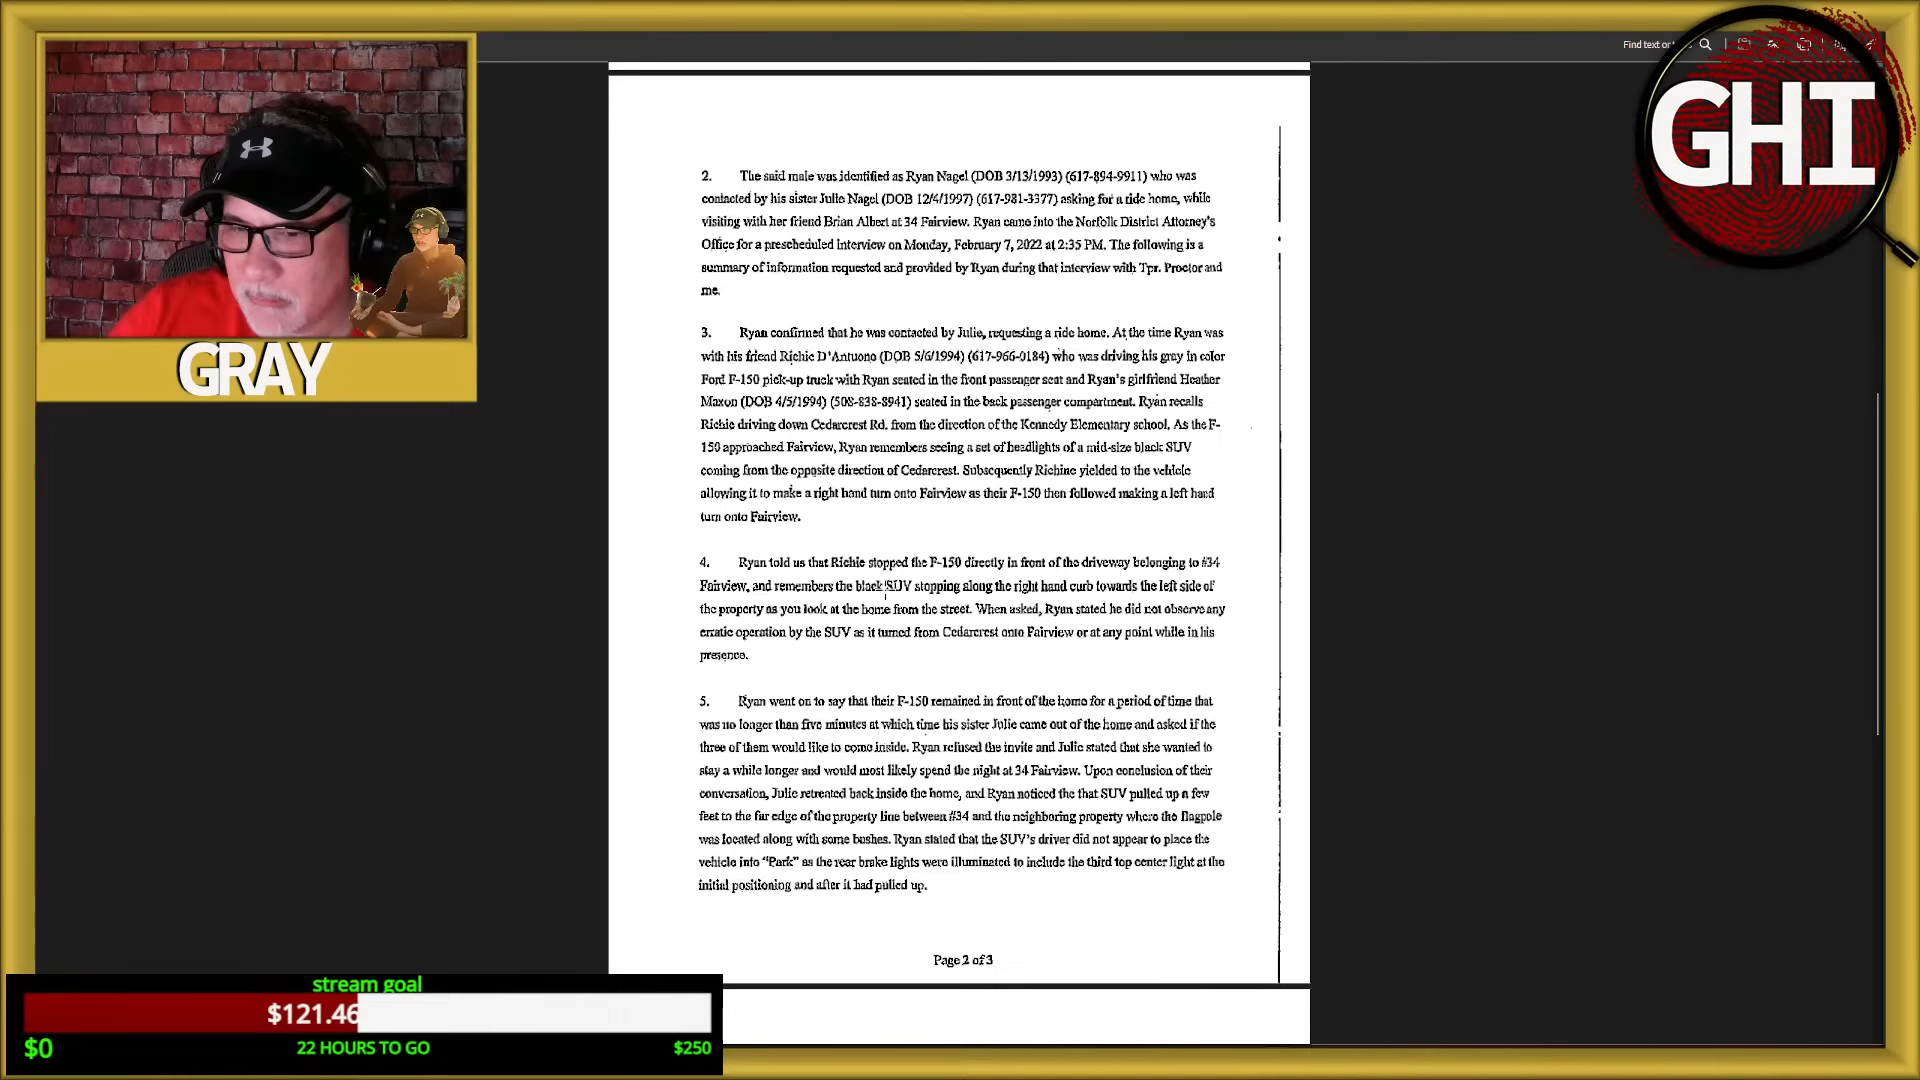 Find text or
GHI
GRAY
2. The said male was identified as Ryan Nagel (DOB 3/13/1993) (617-894-9911) who was
contacted by his sister Julie Nagel (DOB 12/4/1997) (617-981-3377) asking for a ride home, while
visiting with her friend Brian Albert at 34 Fairview. Ryan came into the Norfolk District Attorney's
Office for a prescheduled interview on Monday, February 7, 2022 at 2:35 PM. The following is a
summary of information requested and provided by Ryan during that interview with Tpr. Proctor and
me.
3. Ryan confirmed that he was contacted by Julie, requesting a ride home. At the time Ryan was
with his friend Richie D'Antuono (DOB 5/6/1994) (617-966-0184) who was driving his gray in color
Ford F-150 pick-up truck with Ryan seated in the front passenger seat and Ryan's girlfriend Heather
Maxon (DOB 4/5/1994) (508-838-8941) seated in the back passenger compartment. Ryan recalls
Richie driving down Cedarcrest Rd. from the direction of the Kennedy Elementary school. As the F-
150 approached Fairview, Ryan remembers seeing a set of headlights of a mid-size black SUV
coming from the opposite direction of Cedarcrest. Subsequently Richine yielded to the vehicle
allowing it to make a right hand turn onto Fairview as their F-150 then followed making a left hand
turn onto Fairview.
4. Ryan told us that Richie stopped the F-150 directly in front of the driveway belonging to #34
Fairview, and remembers the black SUV stopping along the right hand curb towards the left side of
the property as you look at the home from the street. When asked, Ryan stated he did not observe any
erratic operation by the SUV as it turned from Cedarcrest onto Fairview or at any point while in his
presence.
5. Ryan went on to say that their F-150 remained in front of the home for a period of time that
was no longer than five minutes at which time his sister Julie came out of the home and asked if the
three of them would like to come inside. Ryan refused the invite and Julie stated that she wanted to
stay a while longer and would most likely spend the night at 34 Fairview. Upon conclusion of their
conversation, Julie retreated back inside the home, and Ryan noticed the that SUV pulled up a few
feet to the far edge of the property line between #34 and the neighboring property where the flagpole
was located along with some bushes. Ryan stated that the SUV's driver did not appear to place the
vehicle into "Park" as the rear brake lights were illuminated to include the third top center light at the
initial positioning and after it had pulled up.
Page 2 of 3
stream goal
$121.46
$0 22 HOURS TO GO $250